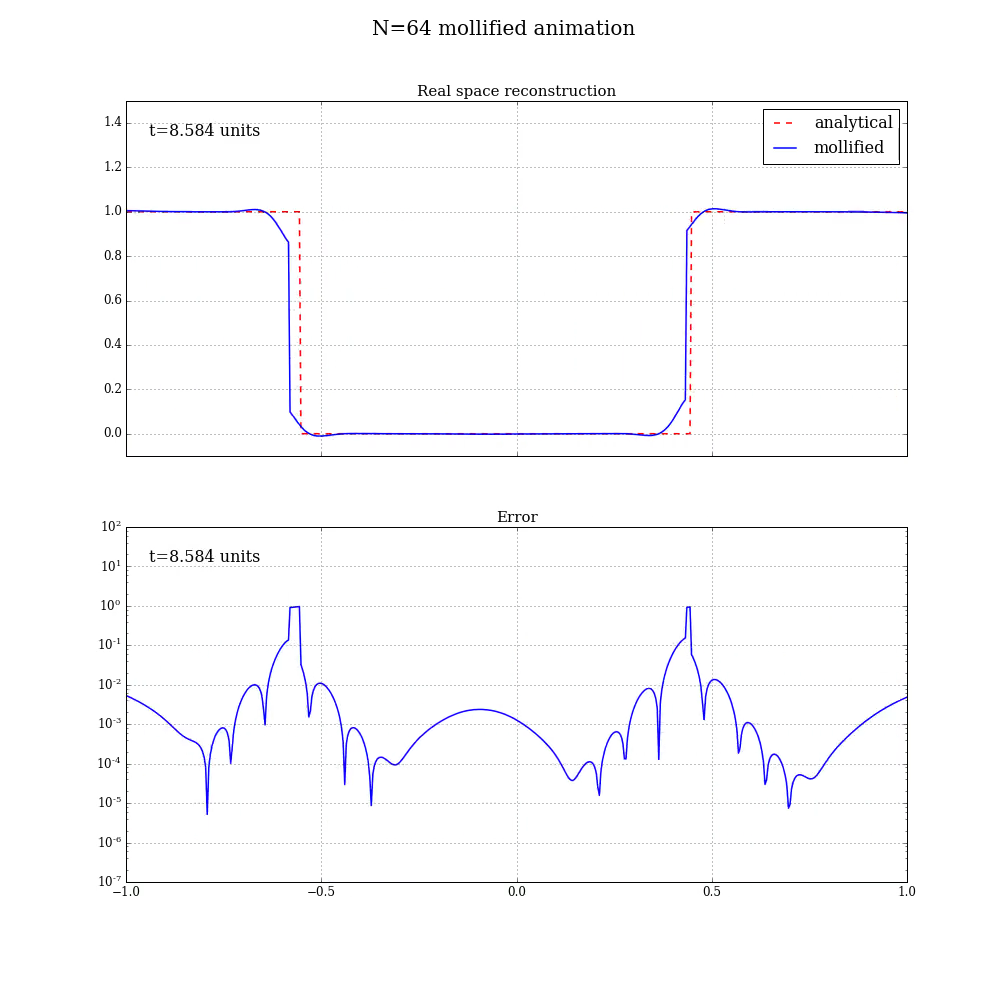 N=64 mollified animation
Real space reconstruction
t=8.584 units
analytical
mollified
1.4
1.2
1.0
0.8
0.6
0.4
0.2
0.0
Error
t=8.584 units
10²
10¹
10⁰
10⁻¹
10⁻²
10⁻³
10⁻⁴
10⁻⁵
10⁻⁶
10⁻⁷
−1.0 −0.5 0.0 0.5 1.0